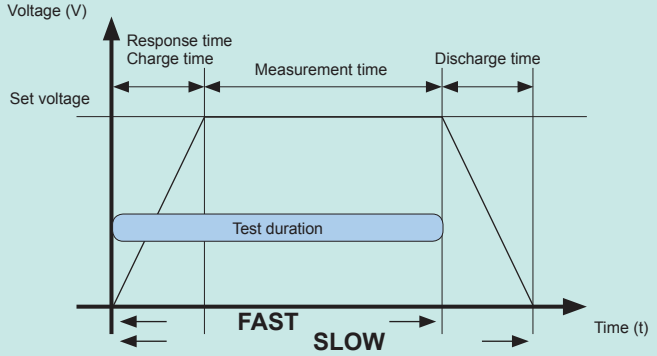 Voltage (V)
Response time
Charge time
Measurement time
Discharge time
Set voltage
Test duration
FAST
Time (t)
SLOW